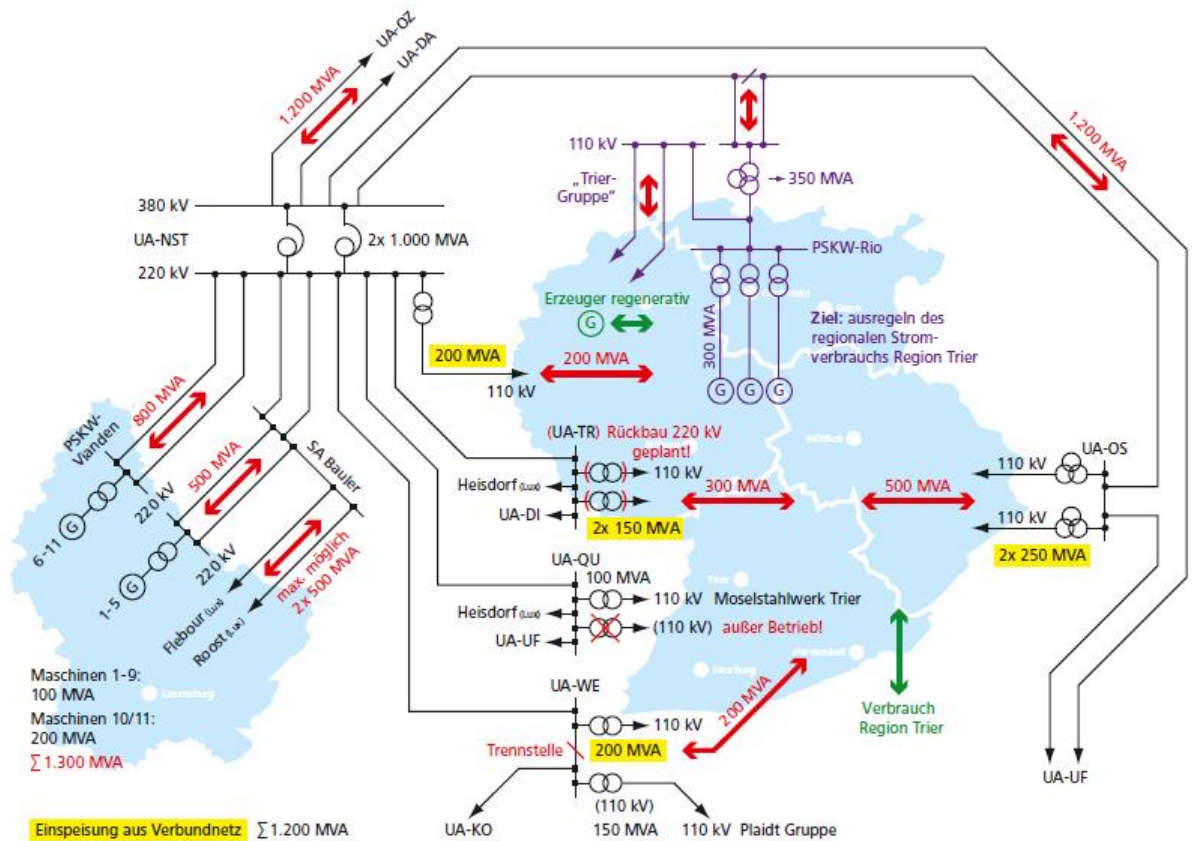 UA-OZ
UA-DA
1.200 MVA
1.200 MVA
110 kV
„Trier-
Gruppe“
350 MVA
380 kV
UA-NST
2x 1.000 MVA
220 kV
PSKW-Rio
Erzeuger regenerativ
G
300 MVA
Ziel: ausregeln des
regionalen Strom-
verbrauchs Region Trier
G G G
200 MVA
200 MVA
110 kV
800 MVA
PSKW-
Vianden
220 kV
6-11 G
500 MVA
SA Bauler
220 kV
1-5 G
max. möglich
2x 500 MVA
Flebour (Lux)
Roost (Lux)
(UA-TR) Rückbau 220 kV
geplant!
110 kV
Heisdorf (Lux)
UA-DI
2x 150 MVA
300 MVA
Wittlich
500 MVA
UA-OS
110 kV
110 kV
2x 250 MVA
UA-QU
100 MVA
110 kV Moselstahlwerk Trier
Heisdorf (Lux)
(110 kV) außer Betrieb!
UA-UF
Trier
Hermeskeil
Saarburg
Luxemburg
Maschinen 1-9:
100 MVA
Maschinen 10/11:
200 MVA
∑ 1.300 MVA
UA-WE
110 kV
Trennstelle
200 MVA
200 MVA
Verbrauch
Region Trier
UA-UF
(110 kV)
UA-KO
150 MVA
110 kV Plaidt Gruppe
Einspeisung aus Verbundnetz ∑ 1.200 MVA